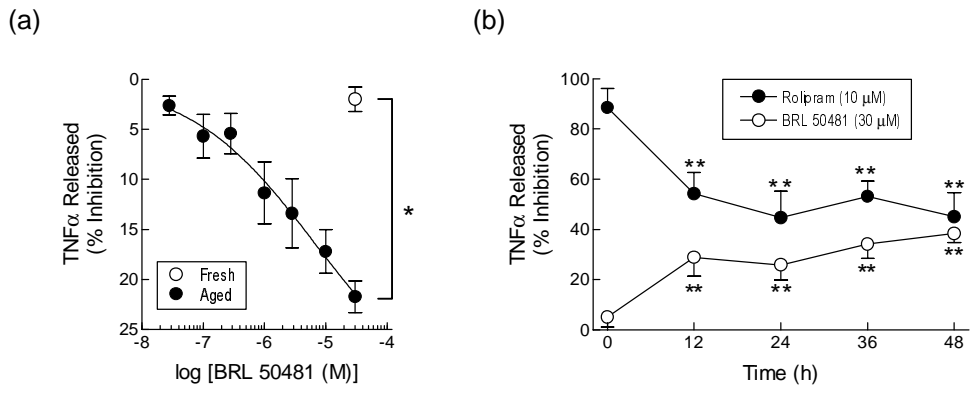 (a)
(b)
TNFα Released
(% Inhibition)
0
5
10
15
20
25
-8
-7
-6
-5
-4
log [BRL 50481 (M)]
Fresh
Aged
*
TNFα Released
(% Inhibition)
100
80
60
40
20
0
0
12
24
36
48
Time (h)
Rolipram (10 μM)
BRL 50481 (30 μM)
**
**
**
**
**
**
**
**